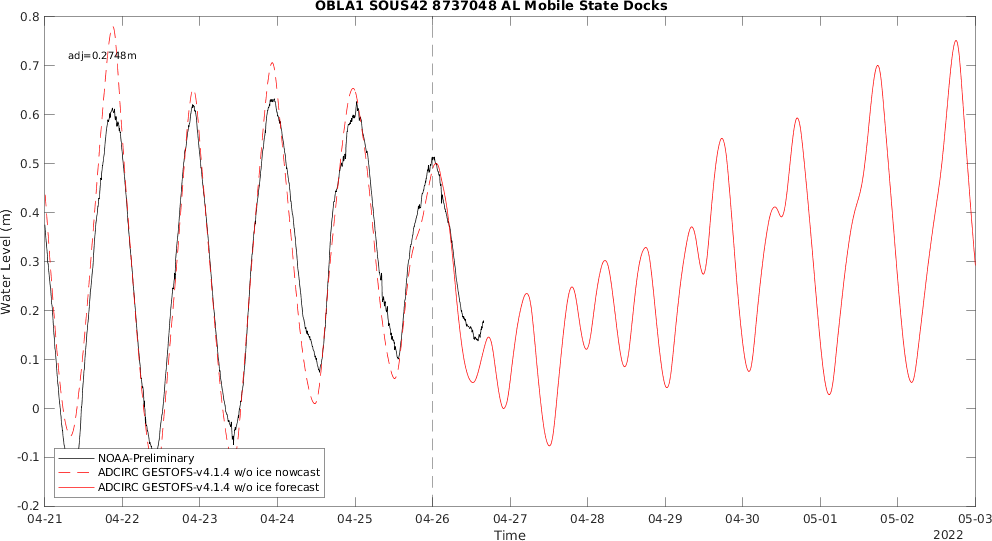 OBLA1 SOUS42 8737048 AL Mobile State Docks
adj=0.2748m
Water Level (m)
0.8
0.7
0.6
0.5
0.4
0.3
0.2
0.1
0
-0.1
-0.2
NOAA-Preliminary
ADCIRC GESTOFS-v4.1.4 w/o ice nowcast
ADCIRC GESTOFS-v4.1.4 w/o ice forecast
04-21 04-22 04-23 04-24 04-25 04-26 04-27 04-28 04-29 04-30 05-01 05-02 05-03
Time
2022